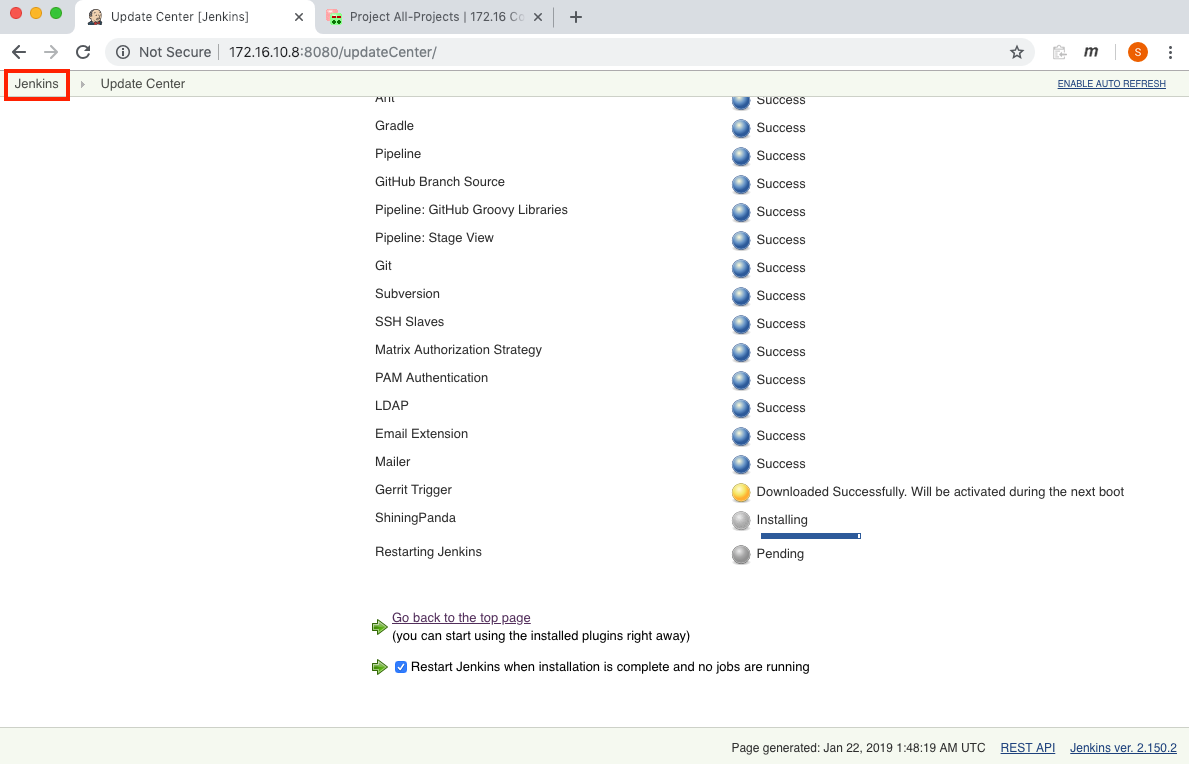 Update Center [Jenkins]
Project All-Projects | 172.16 Co
Not Secure 172.16.10.8:8080/updateCenter/
m
S
Jenkins Update Center ENABLE AUTO REFRESH
Ant Success
Gradle Success
Pipeline Success
GitHub Branch Source Success
Pipeline: GitHub Groovy Libraries Success
Pipeline: Stage View Success
Git Success
Subversion Success
SSH Slaves Success
Matrix Authorization Strategy Success
PAM Authentication Success
LDAP Success
Email Extension Success
Mailer Success
Gerrit Trigger Downloaded Successfully. Will be activated during the next boot
ShiningPanda Installing
Restarting Jenkins Pending
Go back to the top page
(you can start using the installed plugins right away)
Restart Jenkins when installation is complete and no jobs are running
Page generated: Jan 22, 2019 1:48:19 AM UTC REST API Jenkins ver. 2.150.2